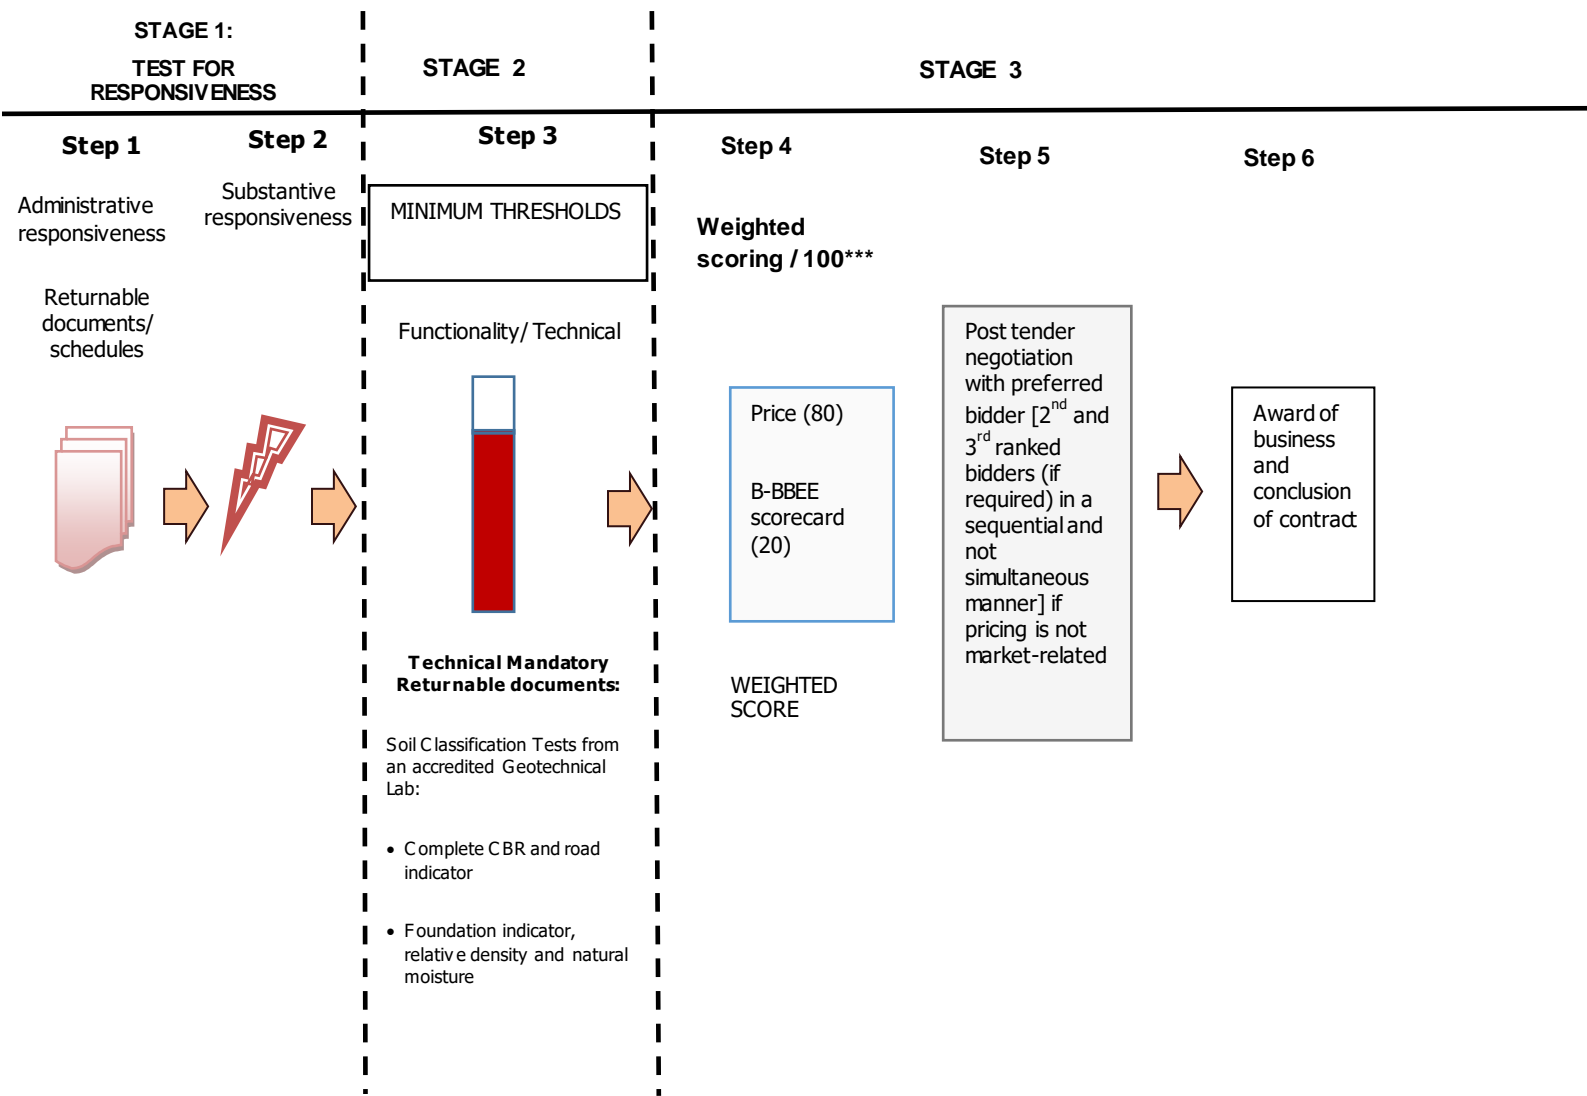 STAGE 1:
TEST FOR
RESPONSIVENESS
STAGE 2
STAGE 3
Step 1
Administrative
responsiveness
Returnable
documents/
schedules
Step 2
Substantive
responsiveness
Step 3
MINIMUM THRESHOLDS
Functionality/ Technical
Technical Mandatory
Returnable documents:
Soil Classification Tests from
an accredited Geotechnical
Lab:
• Complete CBR and road
indicator
• Foundation indicator,
relative density and natural
moisture
Step 4
Weighted
scoring / 100***
Price (80)
B-BBEE
scorecard
(20)
WEIGHTED
SCORE
Step 5
Post tender
negotiation
with preferred
bidder [2nd and
3rd ranked
bidders (if
required) in a
sequential and
not
simultaneous
manner] if
pricing is not
market-related
Step 6
Award of
business
and
conclusion
of contract